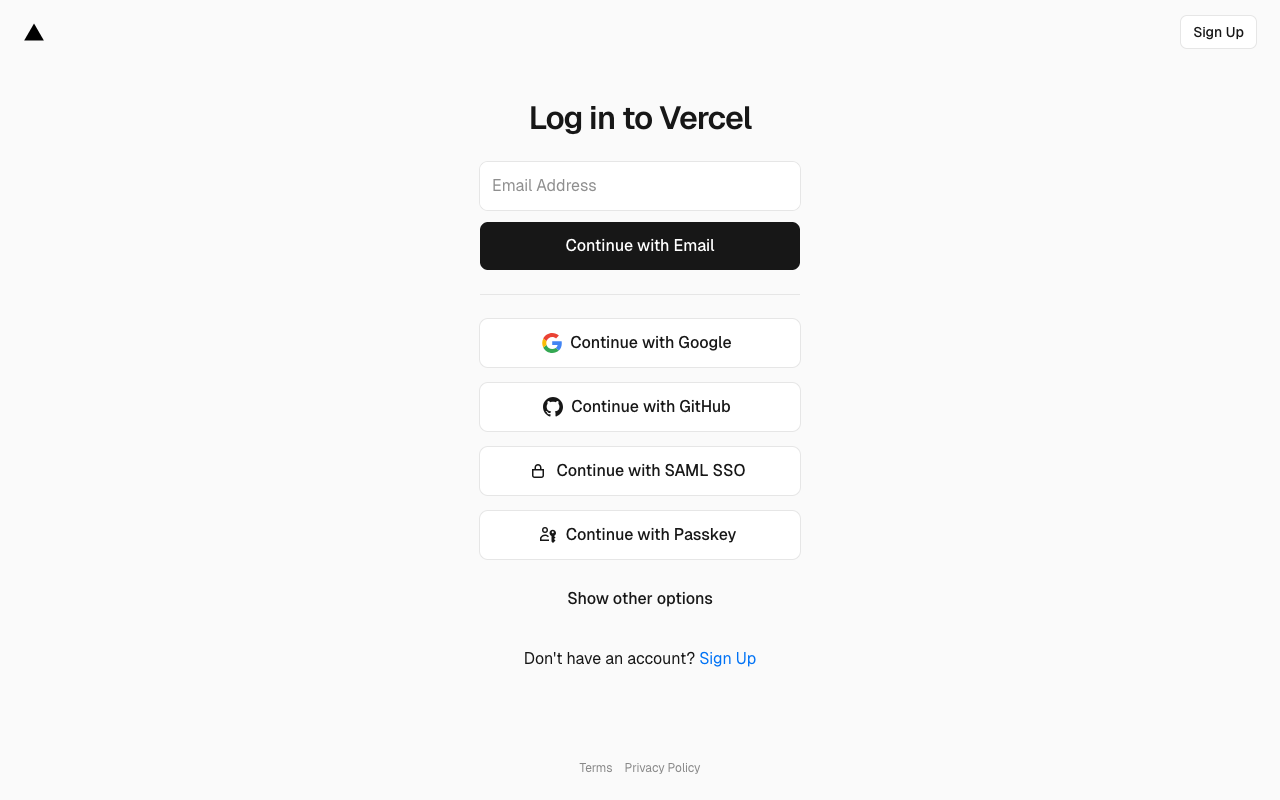 Sign Up
Log in to Vercel
Email Address
Continue with Email
Continue with Google
Continue with GitHub
Continue with SAML SSO
Continue with Passkey
Show other options
Don't have an account? Sign Up
Terms Privacy Policy